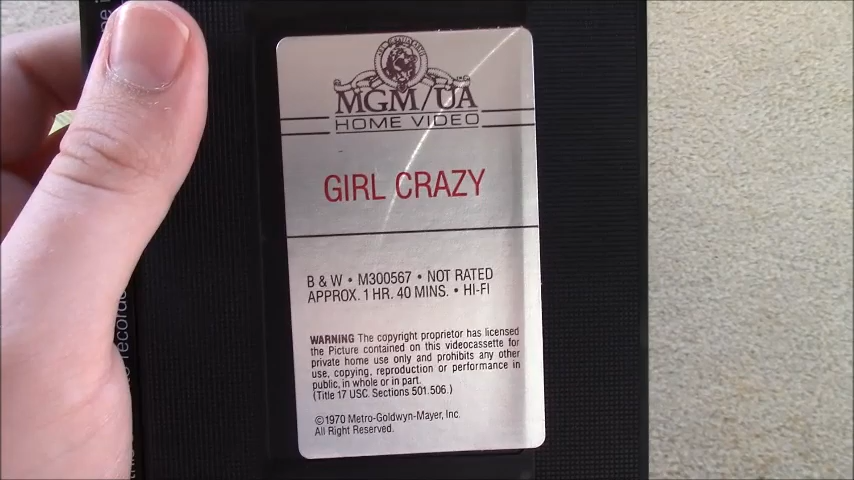 MGM/UA
HOME VIDEO
GIRL CRAZY
B & W • M300567 • NOT RATED
APPROX. 1 HR. 40 MINS. • HI-FI
WARNING The copyright proprietor has licensed
the Picture contained on this videocassette for
private home use only and prohibits any other
use, copying, reproduction or performance in
public, in whole or in part.
(Title 17 USC. Sections 501.506.)
©1970 Metro-Goldwyn-Mayer, Inc.
All Right Reserved.